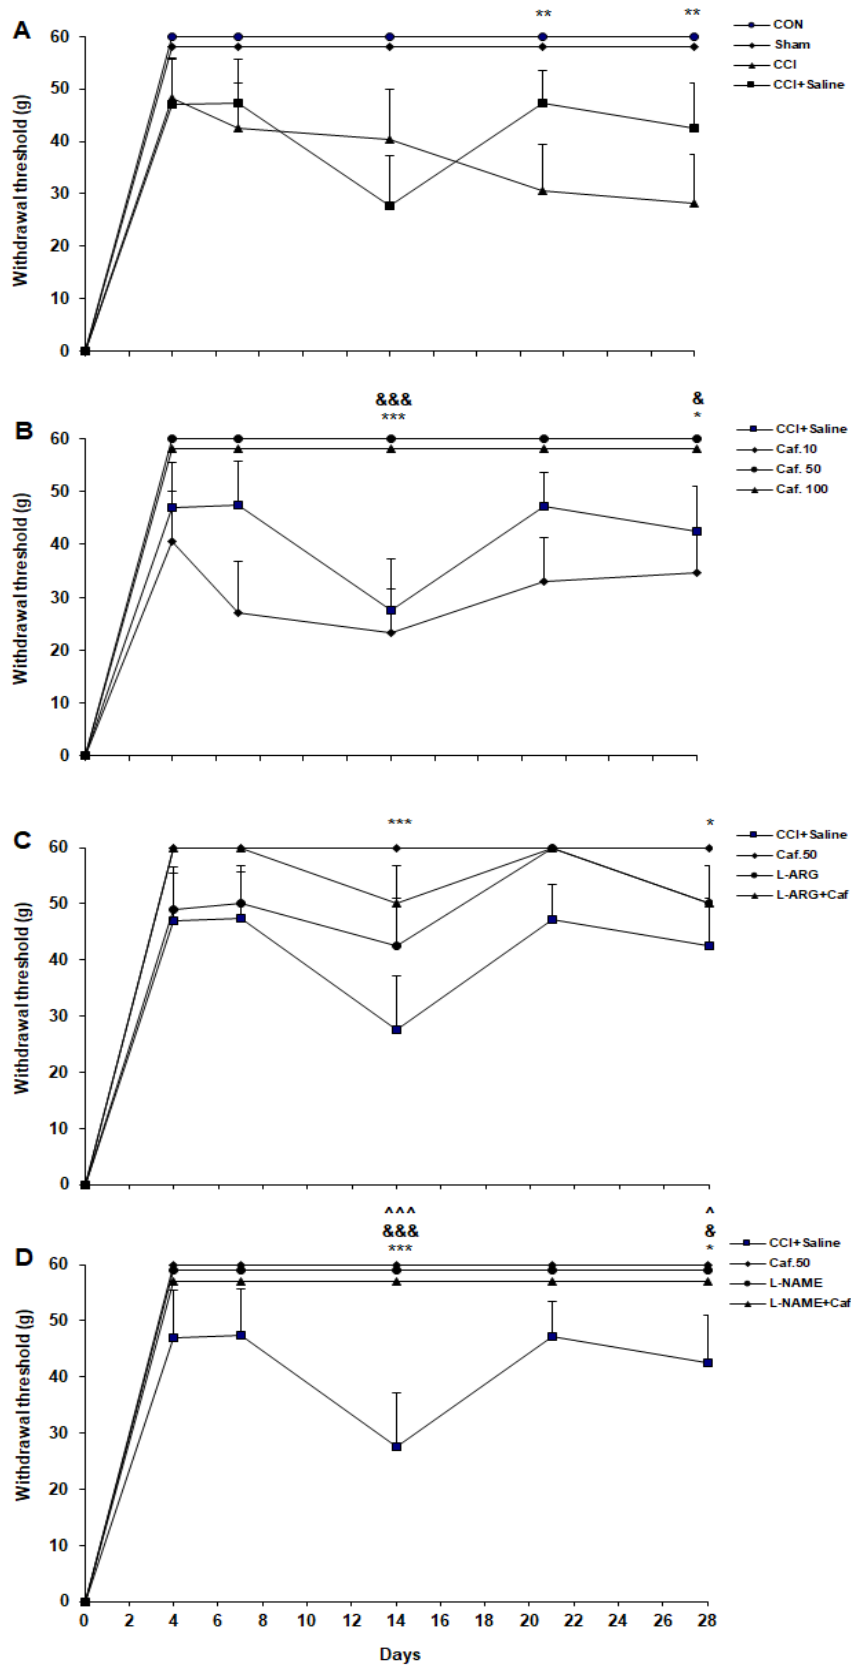 A
**
**
60
50
40
30
20
10
0
Withdrawal threshold (g)
CON
Sham
CCI
CCI+Saline
B
&&&
***
&
*
60
50
40
30
20
10
0
Withdrawal threshold (g)
CCI+Saline
Caf.10
Caf. 50
Caf. 100
C
***
*
60
50
40
30
20
10
0
Withdrawal threshold (g)
CCI+Saline
Caf.50
L-ARG
L-ARG+Caf
D
^^^
&&&
***
^
&
*
60
50
40
30
20
10
0
Withdrawal threshold (g)
CCI+Saline
Caf.50
L-NAME
L-NAME+Caf
0 2 4 6 8 10 12 14 16 18 20 22 24 26 28
Days